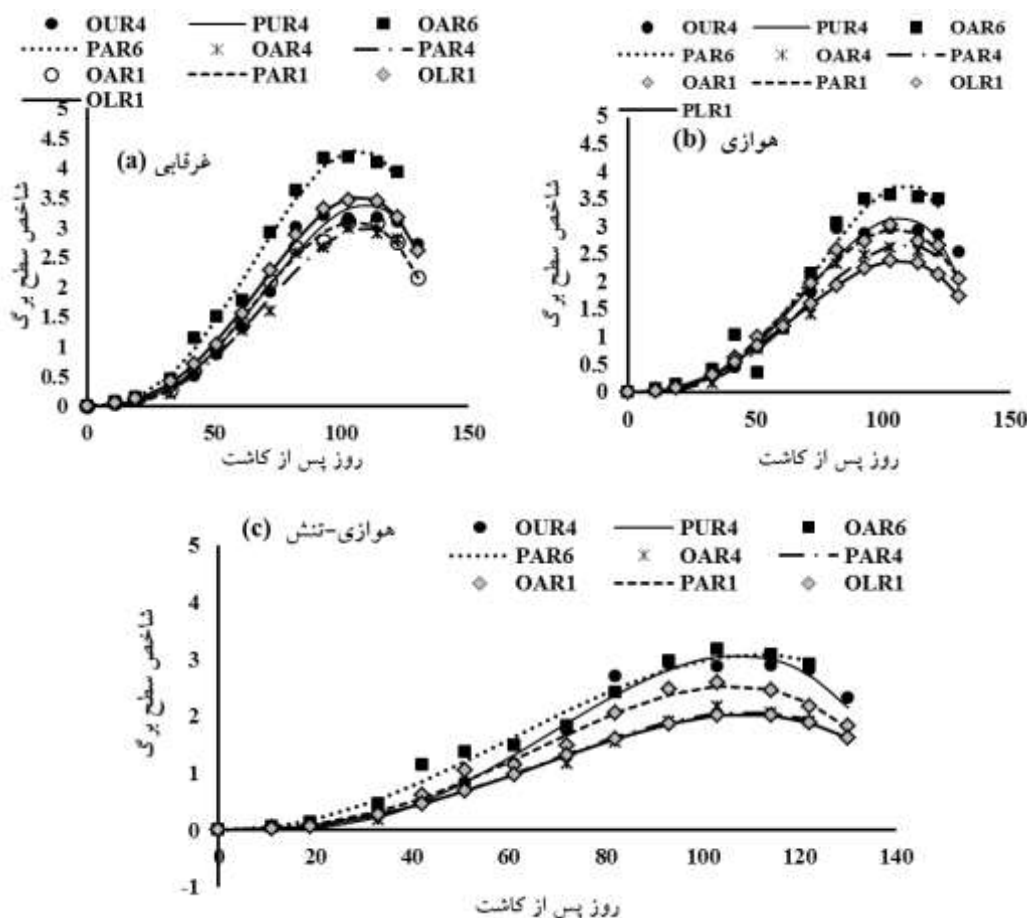 OUR4 PUR4 OAR6
PAR6 OAR4 PAR4
OAR1 PAR1 OLR1
OLR1
(a) غرقابی
شاخص سطح برگ
5
4.5
4
3.5
3
2.5
2
1.5
1
0.5
0
0 50 100 150
روز پس از کاشت
OUR4 PUR4 OAR6
PAR6 OAR4 PAR4
OAR1 PAR1 OLR1
PLR1
(b) هوازی
شاخص سطح برگ
5
4.5
4
3.5
3
2.5
2
1.5
1
0.5
0
0 50 100 150
روز پس از کاشت
(c) هوازی-تنش
OUR4 PUR4 OAR6
PAR6 OAR4 PAR4
OAR1 PAR1 OLR1
شاخص سطح برگ
5
4
3
2
1
0
-1
0 20 40 60 80 100 120 140
روز پس از کاشت